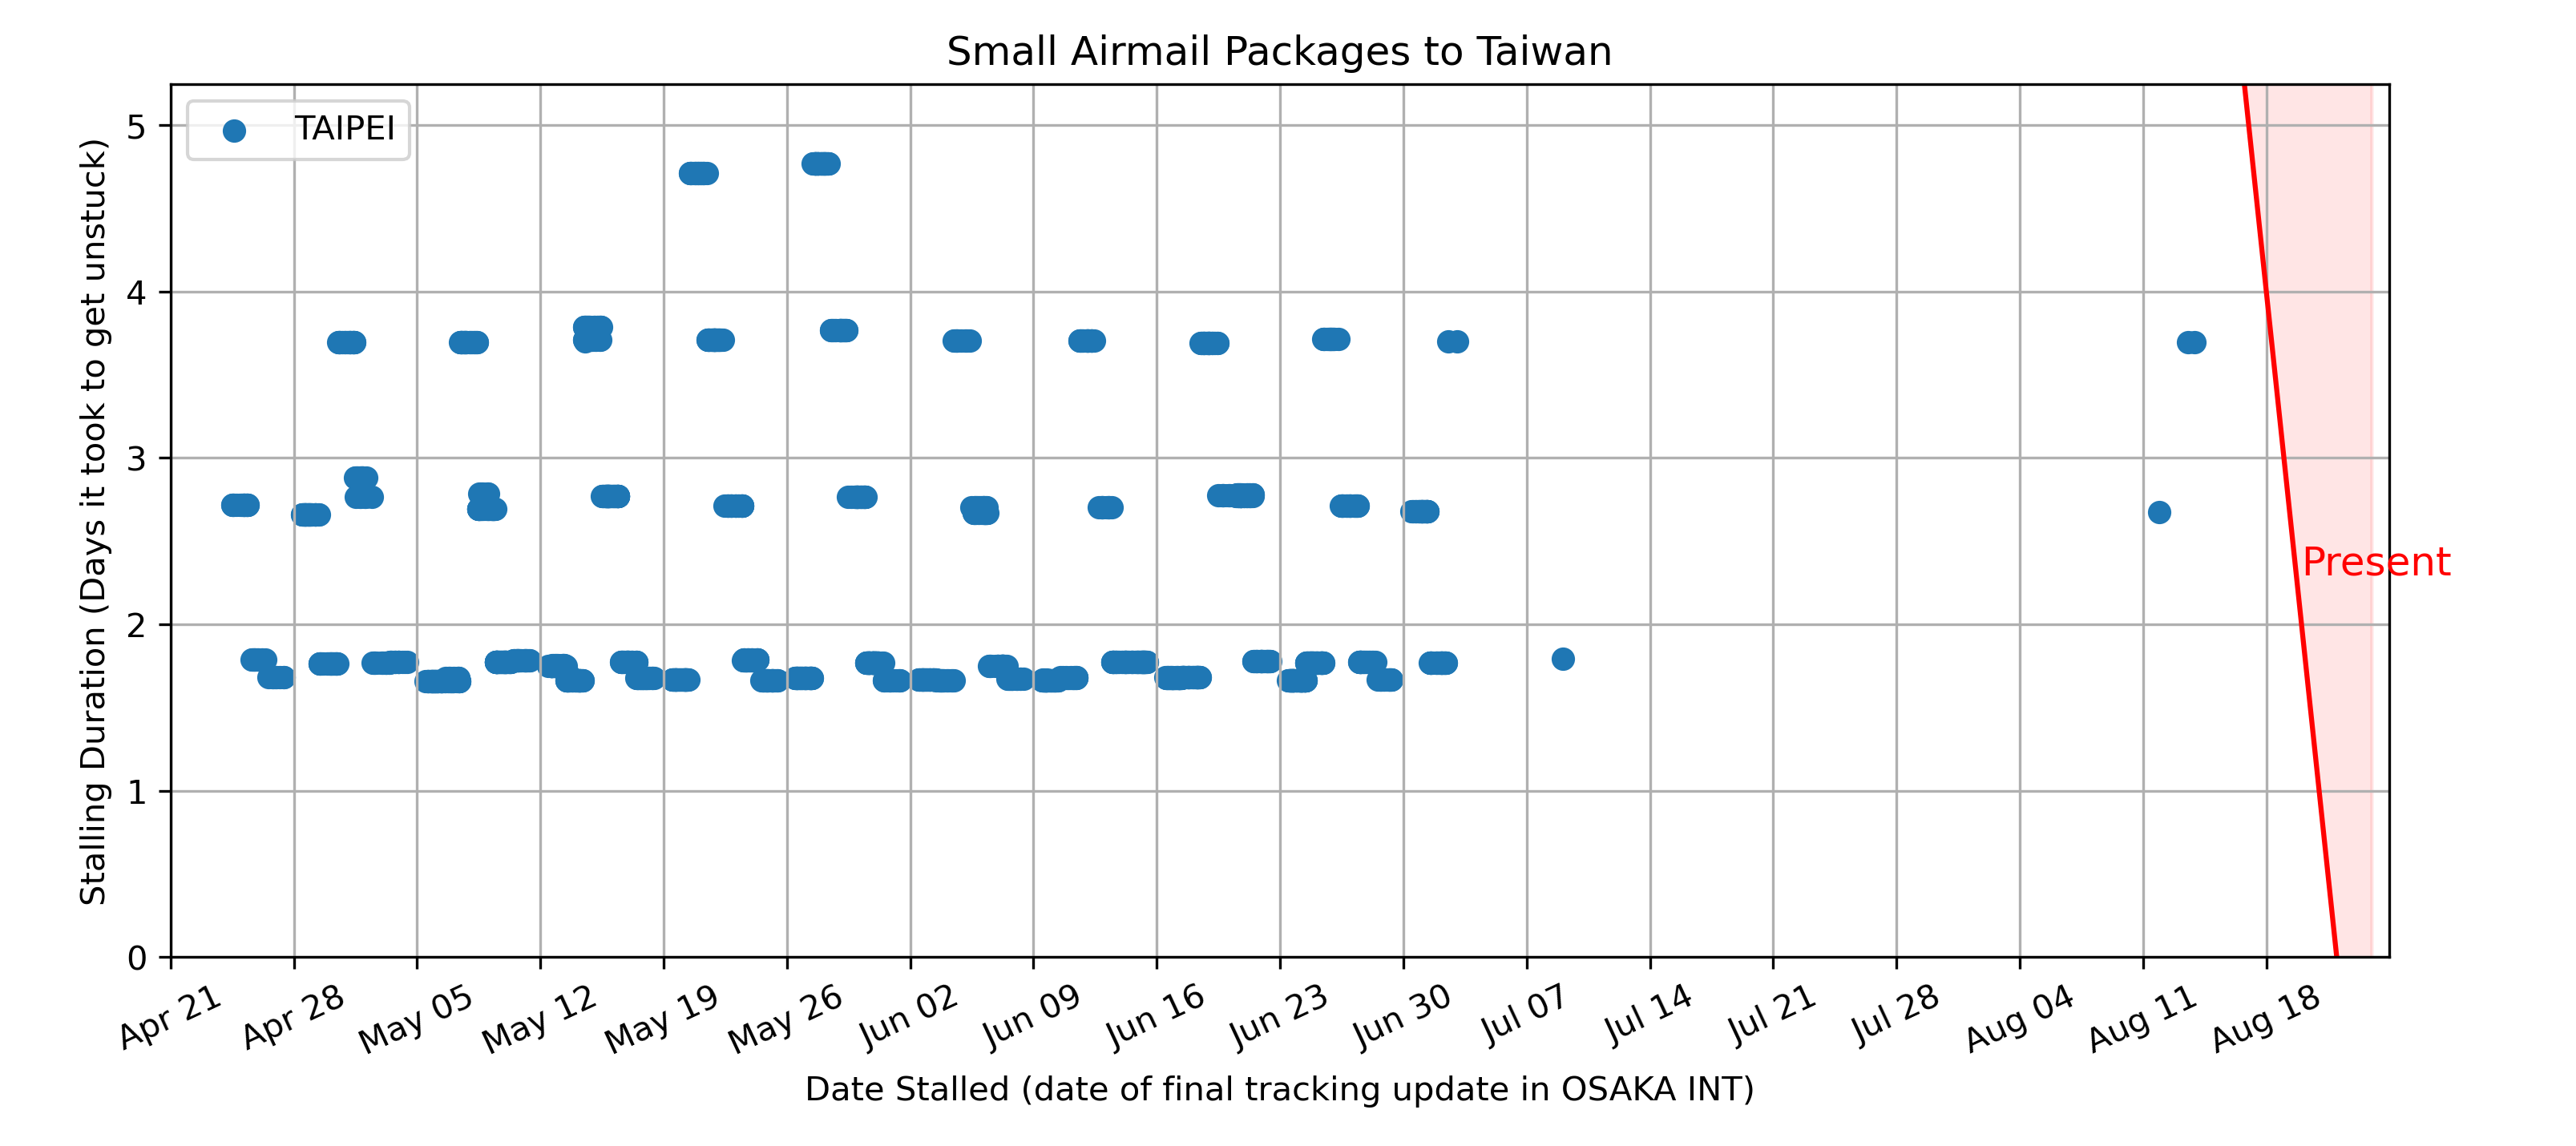 Small Airmail Packages to Taiwan
TAIPEI
Stalling Duration (Days it took to get unstuck)
5
4
3
2
1
0
Present
Apr 21
Apr 28
May 05
May 12
May 19
May 26
Jun 02
Jun 09
Jun 16
Jun 23
Jun 30
Jul 07
Jul 14
Jul 21
Jul 28
Aug 04
Aug 11
Aug 18
Date Stalled (date of final tracking update in OSAKA INT)